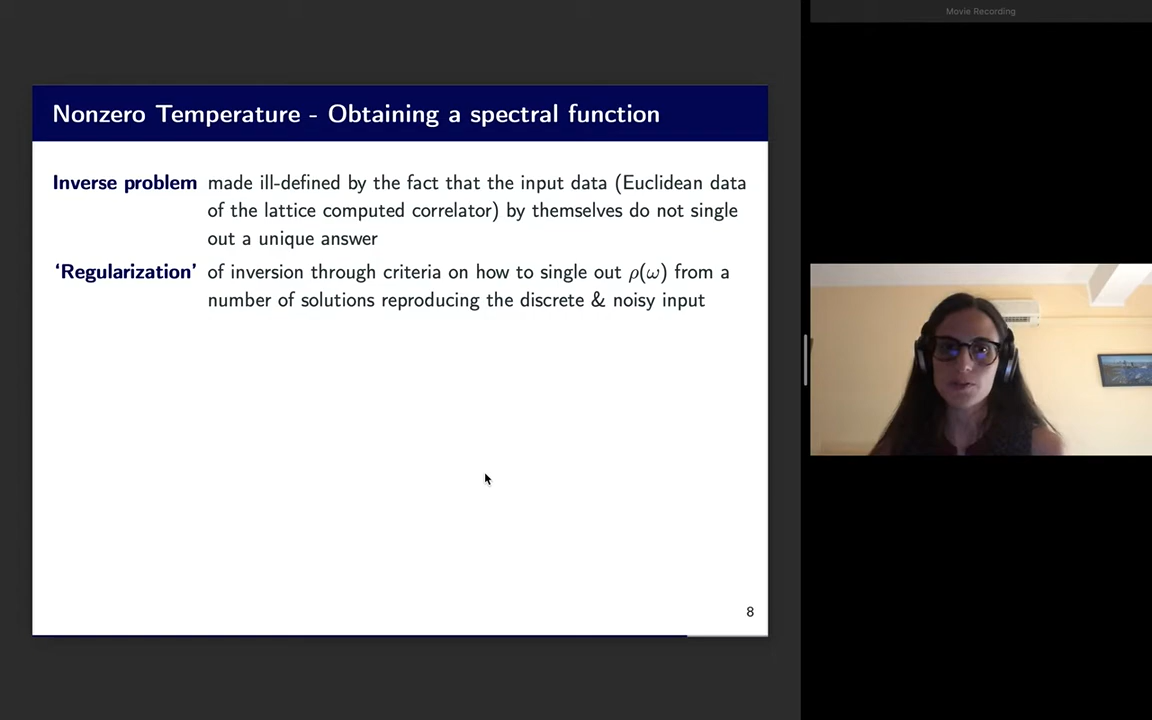 Movie Recording
Nonzero Temperature - Obtaining a spectral function
Inverse problem made ill-defined by the fact that the input data (Euclidean data
of the lattice computed correlator) by themselves do not single
out a unique answer
‘Regularization’ of inversion through criteria on how to single out ρ(ω) from a
number of solutions reproducing the discrete & noisy input
8